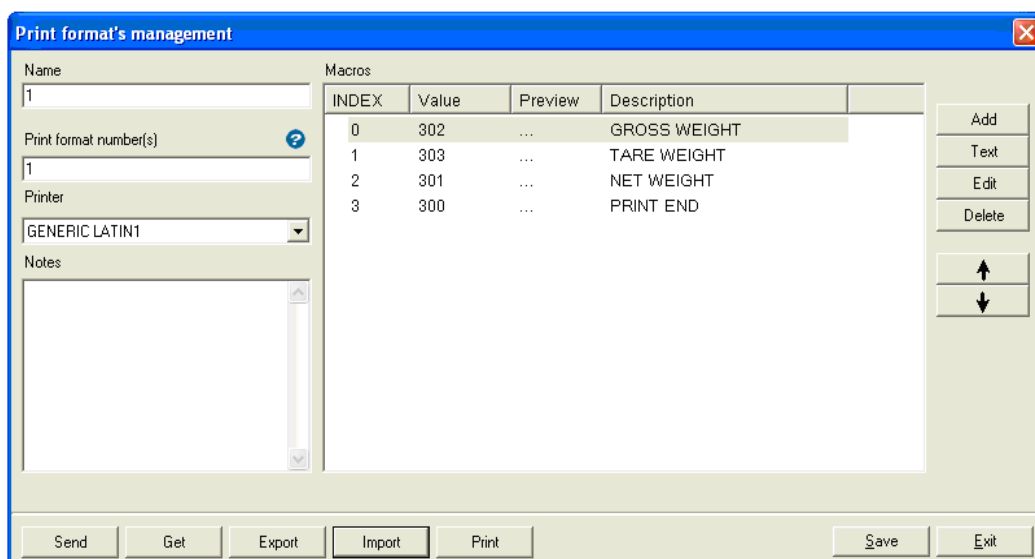 Print format's management
Name
1
Print format number(s)
1
Printer
GENERIC LATIN1
Notes
Macros
INDEX Value Preview Description
0 302 ... GROSS WEIGHT
1 303 ... TARE WEIGHT
2 301 ... NET WEIGHT
3 300 ... PRINT END
Add
Text
Edit
Delete
Send Get Export Import Print Save Exit